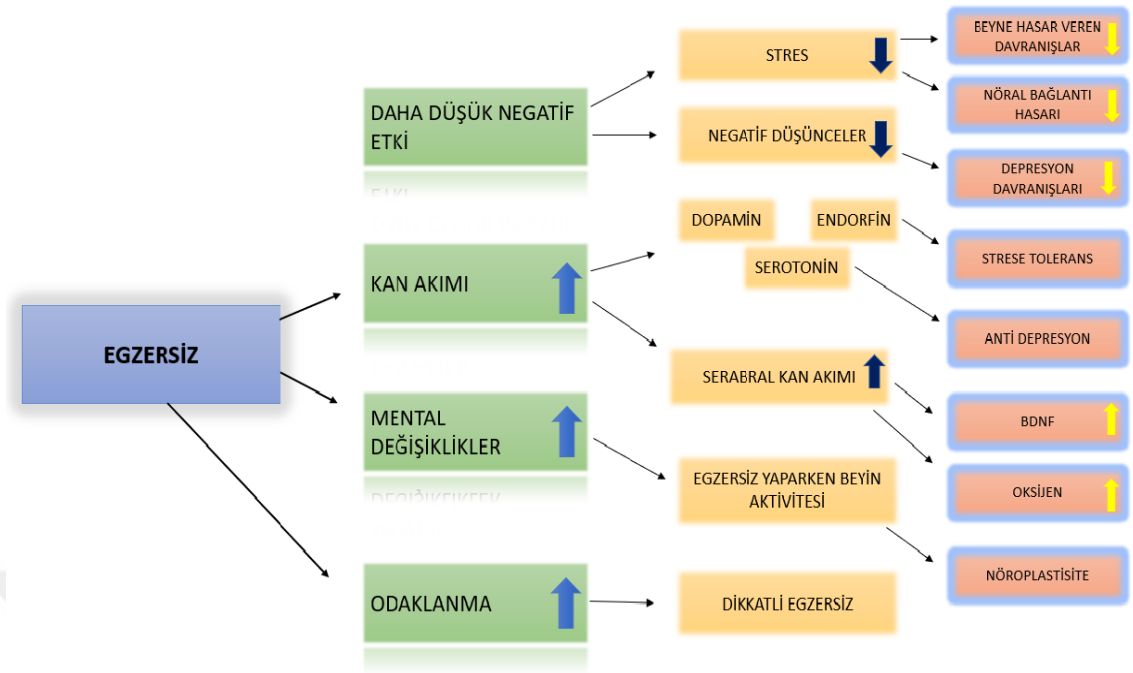 EGZERSİZ
DAHA DÜŞÜK NEGATİF
ETKİ
KAN AKIMI
MENTAL
DEĞİŞİKLİKLER
ODAKLANMA
STRES
NEGATİF DÜŞÜNCELER
DOPAMİN
ENDORFİN
SEROTONİN
SERABRAL KAN AKIMI
EGZERSİZ YAPARKEN BEYİN
AKTİVİTESİ
DİKKATLİ EGZERSİZ
BEYNE HASAR VEREN
DAVRANIŞLAR
NÖRAL BAĞLANTI
HASARI
DEPRESYON
DAVRANIŞLARI
STRESE TOLERANS
ANTİ DEPRESYON
BDNF
OKSİJEN
NÖROPLASTİSİTE